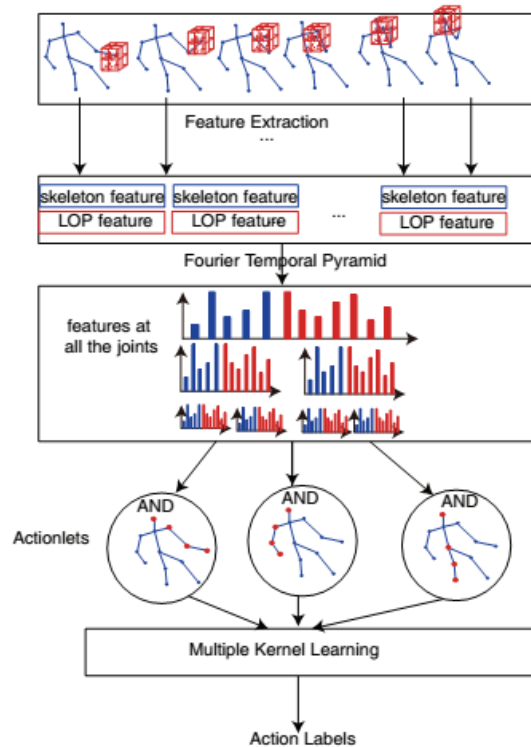 Feature Extraction
...
skeleton feature skeleton feature skeleton feature
LOP feature LOP feature ... LOP feature
Fourier Temporal Pyramid
features at
all the joints
AND AND AND
Actionlets
Multiple Kernel Learning
Action Labels